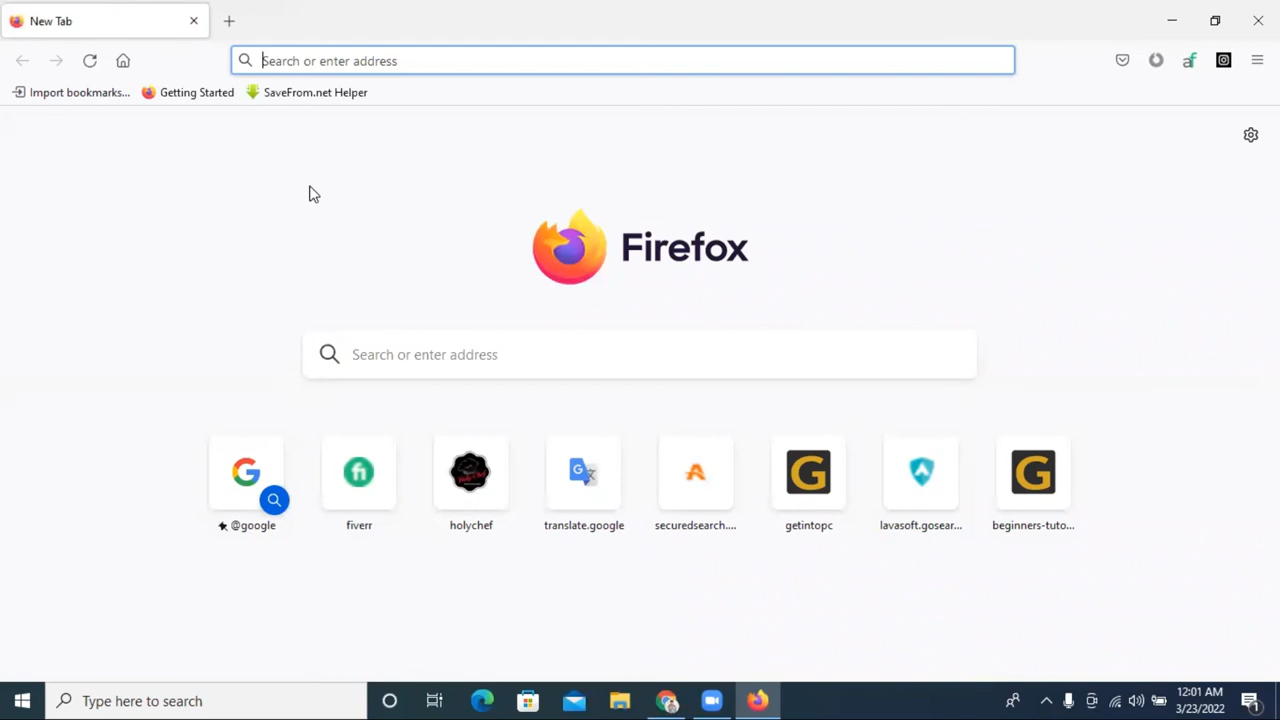 New Tab
Search or enter address
Import bookmarks...
Getting Started
SaveFrom.net Helper
Firefox
Search or enter address
@google
fiverr
holychef
translate.google
securedsearch....
getintopc
lavasoft.gosear...
beginners-tuto...
Type here to search
12:01 AM
3/23/2022